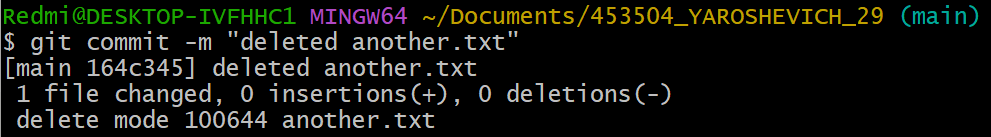 Redmi@DESKTOP-IVFHHC1 MINGW64 ~/Documents/453504_YAROSHEVICH_29 (main)
$ git commit -m "deleted another.txt"
[main 164c345] deleted another.txt
 1 file changed, 0 insertions(+), 0 deletions(-)
 delete mode 100644 another.txt